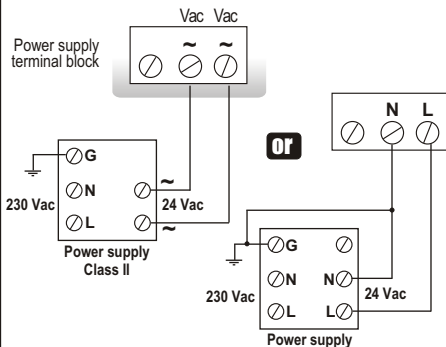 Vac Vac
Power supply
terminal block
~ ~
N L
or
G
N
L
230 Vac
~
24 Vac
~
Power supply
Class II
G
N
L
230 Vac
N
L
24 Vac
Power supply